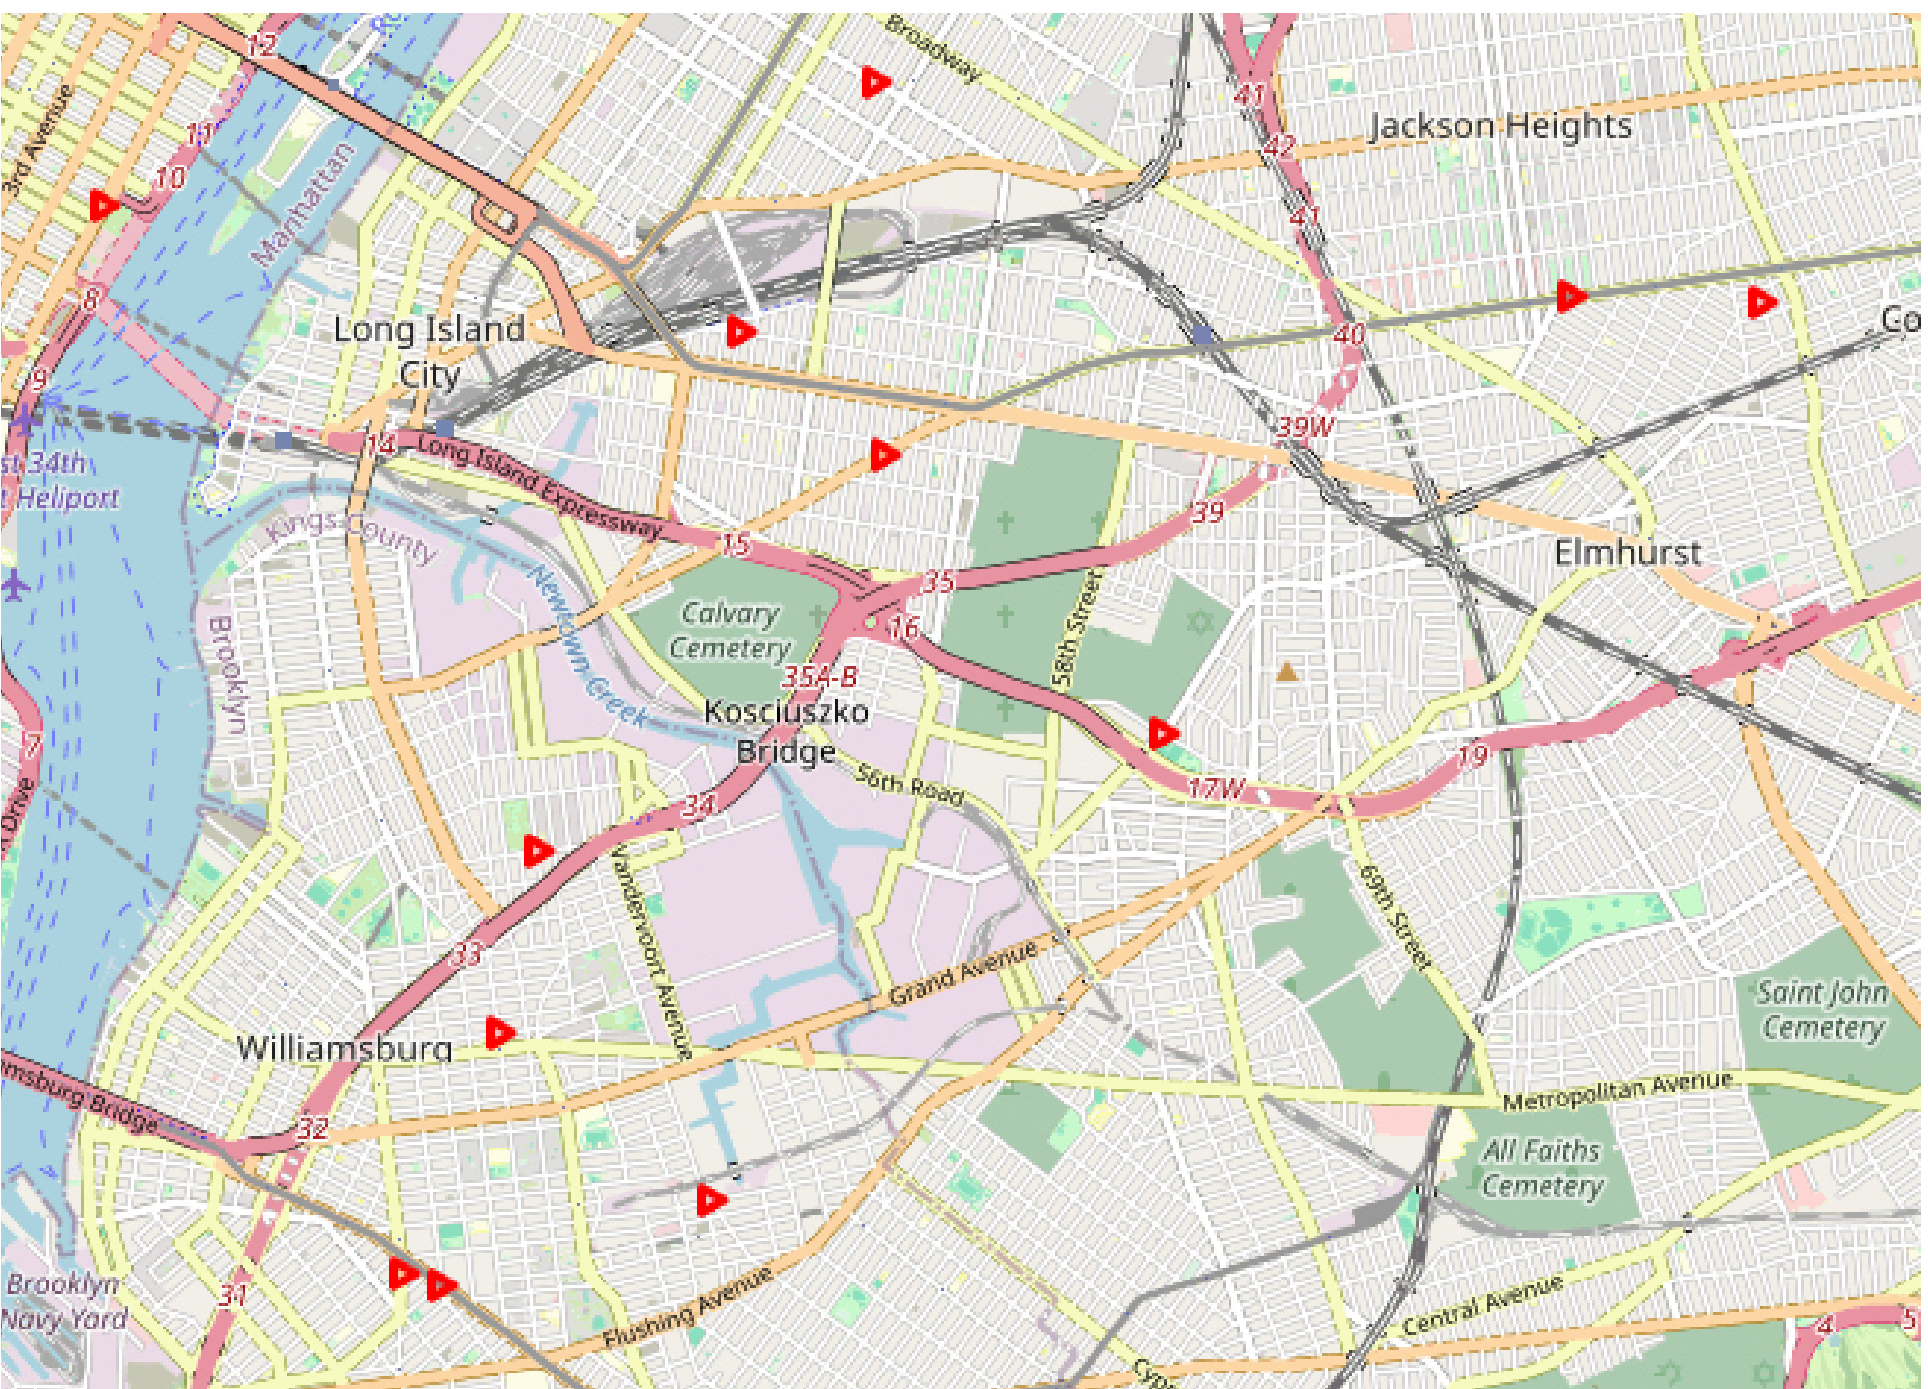 12
Broadway
3rd Avenue
11
41
Jackson Heights
42
10
Manhattan
41
8
Long Island
City
40
9
39W
14
Long Island Expressway
st 34th
t Heliport
39
Kings County
15
Elmhurst
35
Newtown Creek
Calvary
Cemetery
58th Street
16
Brooklyn
35A-B
Kosciuszko
Bridge
7
19
56th Road
17W
34
Drive
Vandervoort Avenue
69th Street
33
Grand Avenue
Saint John
Cemetery
Williamsburg
msburg Bridge
Metropolitan Avenue
32
All Faiths
Cemetery
Brooklyn
Navy Yard
31
Flushing Avenue
Central Avenue
4
5
Cyp